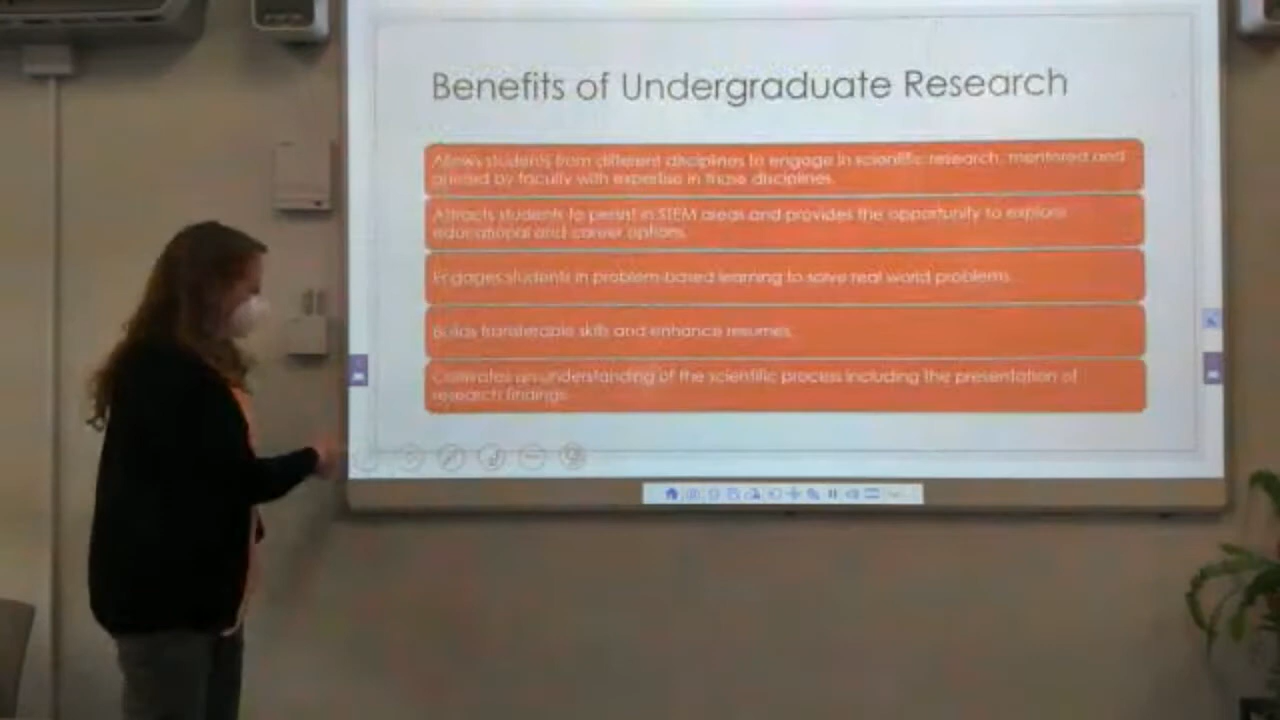 Benefits of Undergraduate Research
Allows students from different disciplines to engage in scientific research, mentored and
guided by faculty with expertise in those disciplines.
Attracts students to persist in STEM areas and provides the opportunity to explore
educational and career options.
Engages students in problem-based learning to solve real world problems.
Builds transferable skills and enhance resumes.
Cultivates an understanding of the scientific process including the presentation of
research findings.